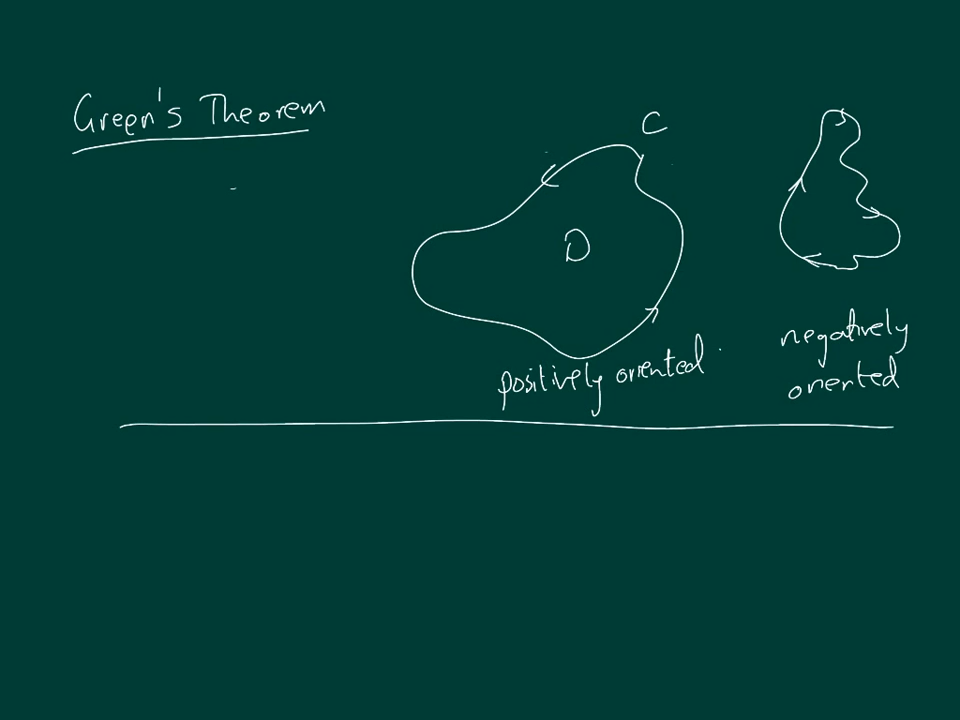 Green's Theorem
C
D
positively oriented
negatively
oriented